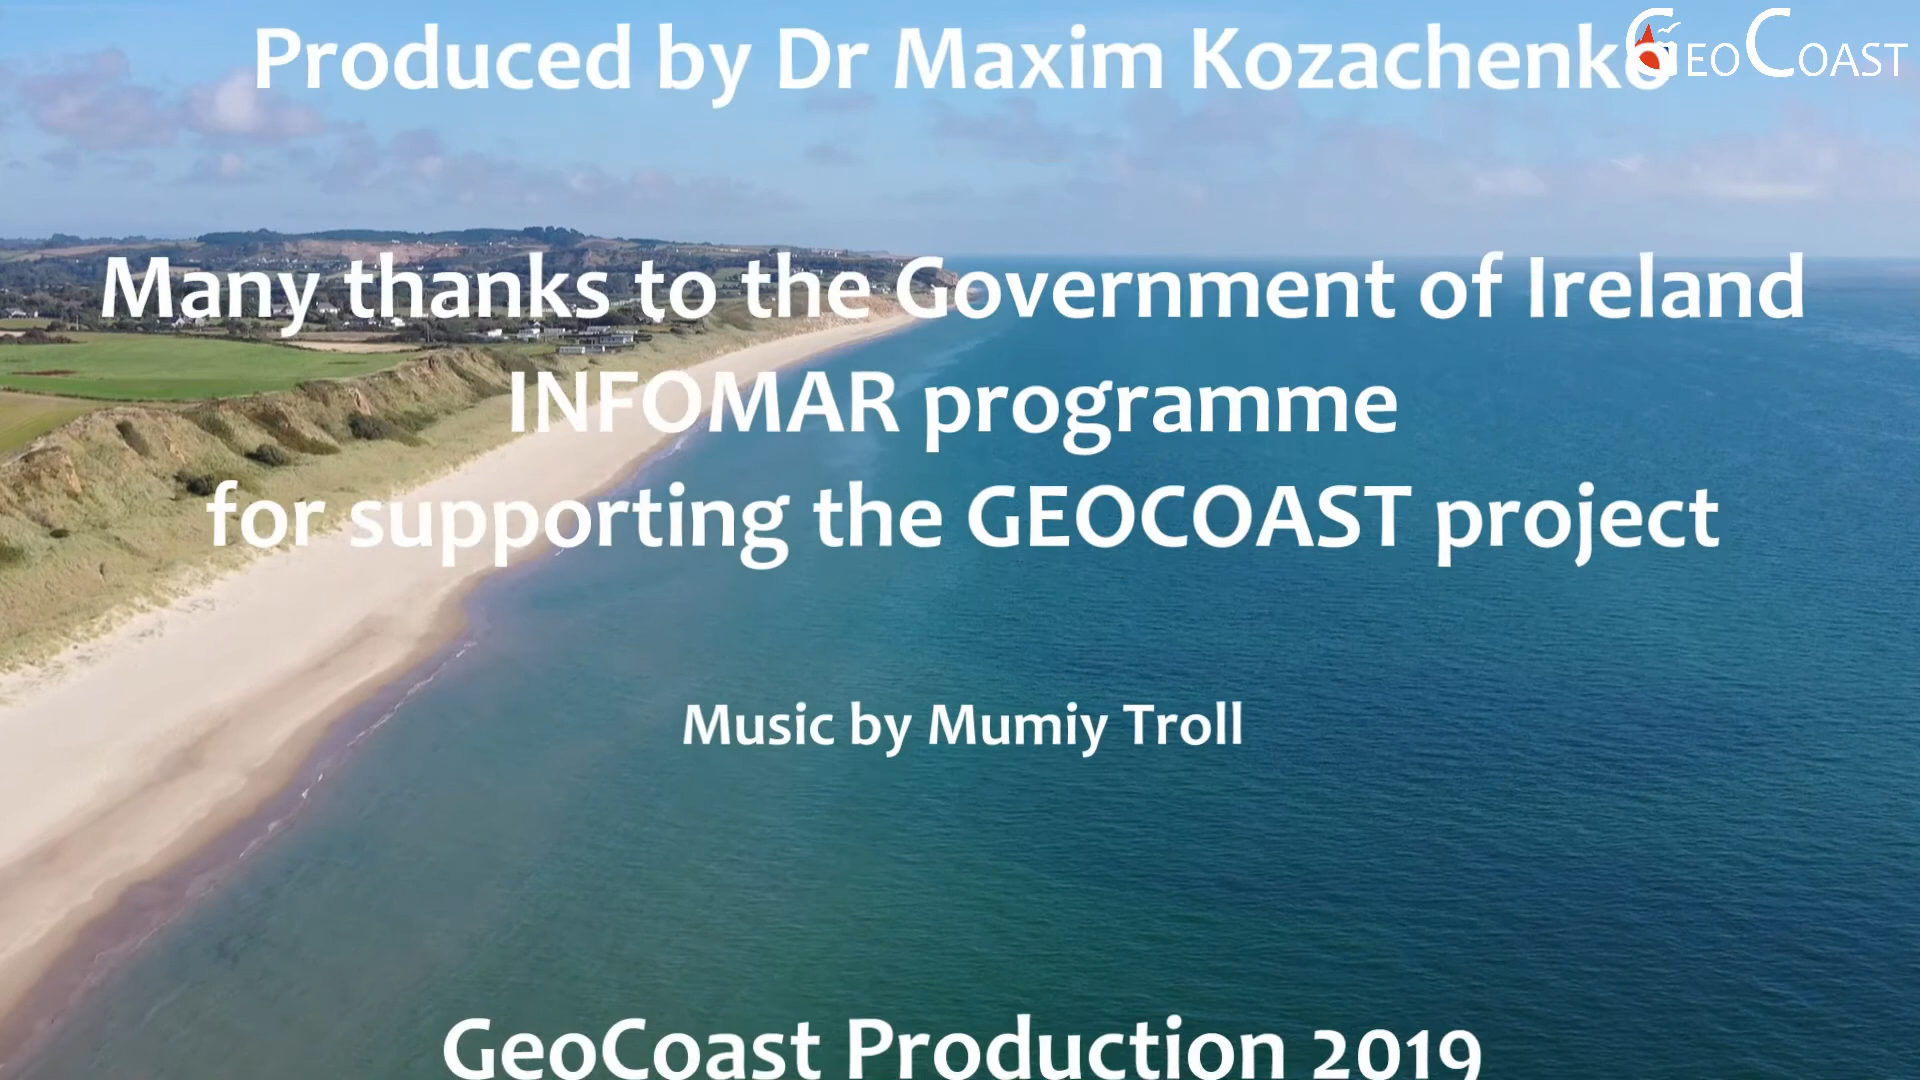 Produced by Dr Maxim Kozachenko
GEOCOAST
Many thanks to the Government of Ireland
INFOMAR programme
for supporting the GEOCOAST project
Music by Mumiy Troll
GeoCoast Production 2019